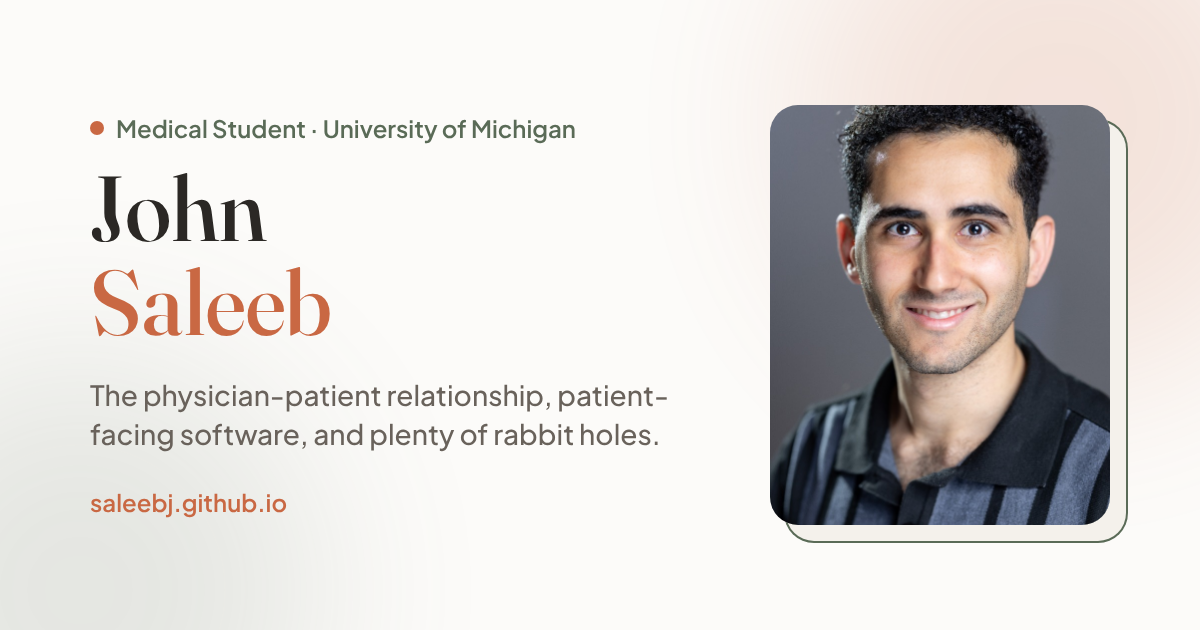 Medical Student · University of Michigan
John
Saleeb
The physician-patient relationship, patient-
facing software, and plenty of rabbit holes.
saleebj.github.io